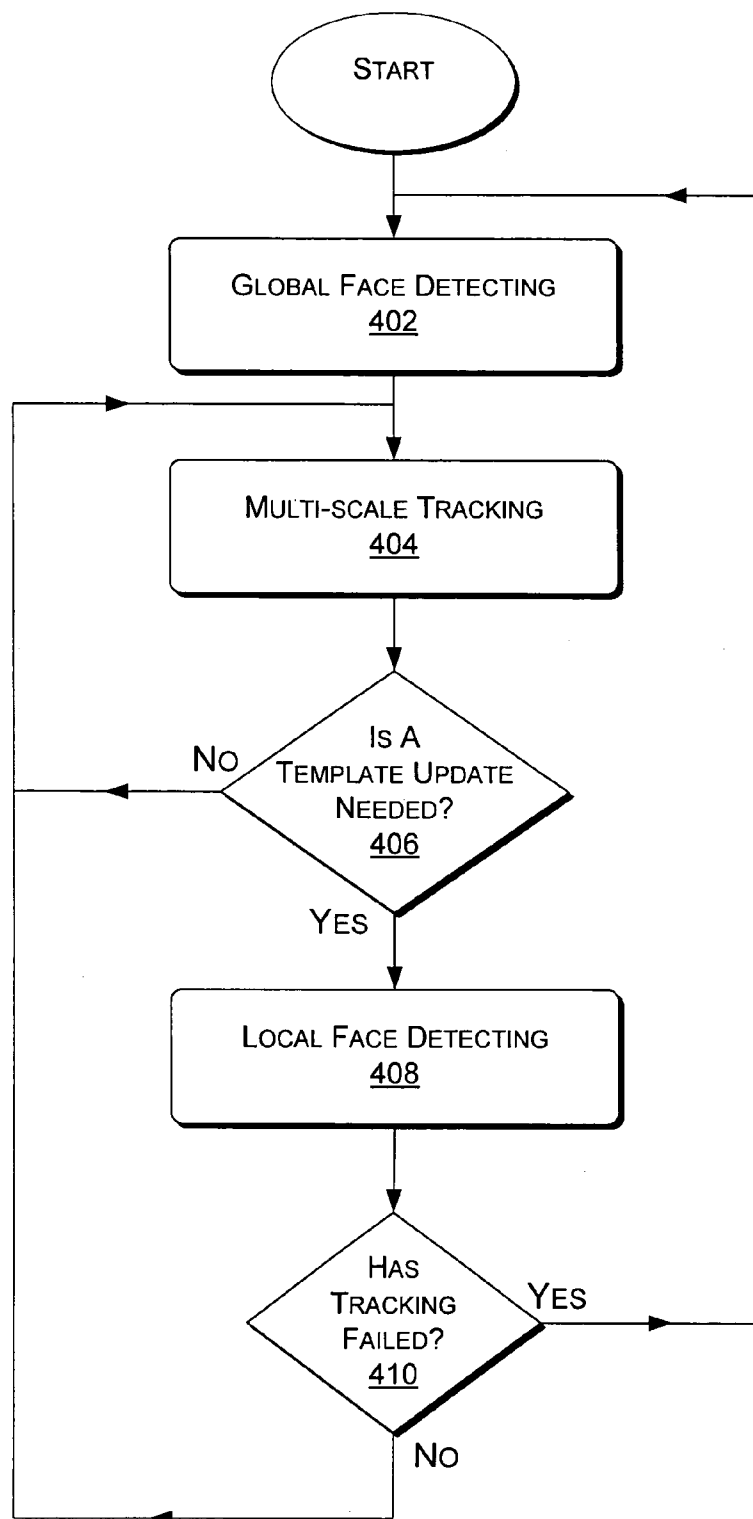 START
GLOBAL FACE DETECTING
402
MULTI-SCALE TRACKING
404
IS A
TEMPLATE UPDATE
NEEDED?
406
NO
YES
LOCAL FACE DETECTING
408
HAS
TRACKING
FAILED?
410
YES
NO